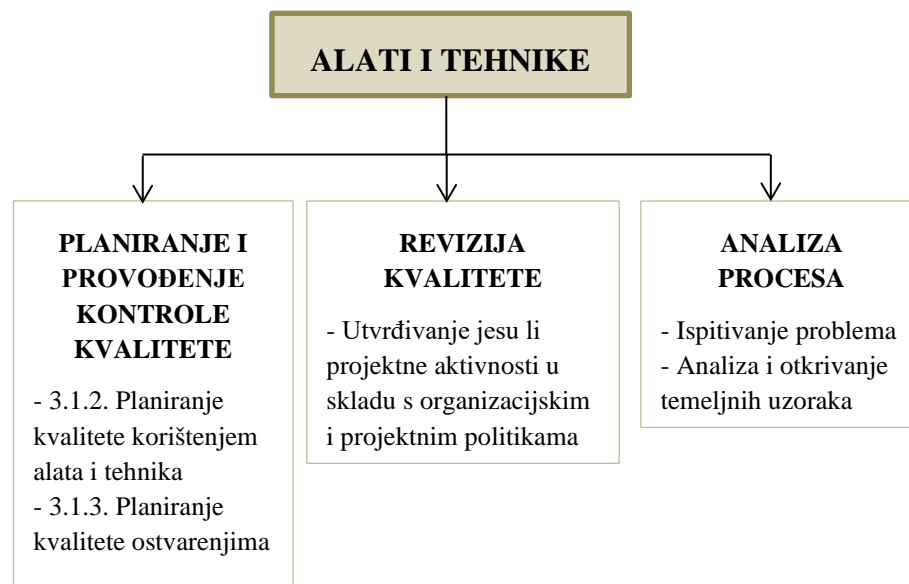 ALATI I TEHNIKE
PLANIRANJE I
PROVOĐENJE
KONTROLE
KVALITETE
- 3.1.2. Planiranje
kvalitete korištenjem
alata i tehnika
- 3.1.3. Planiranje
kvalitete ostvarenjima
REVIZIJA
KVALITETE
- Utvrđivanje jesu li
projektne aktivnosti u
skladu s organizacijskim
i projektnim politikama
ANALIZA
PROCESA
- Ispitivanje problema
- Analiza i otkrivanje
temeljnih uzoraka